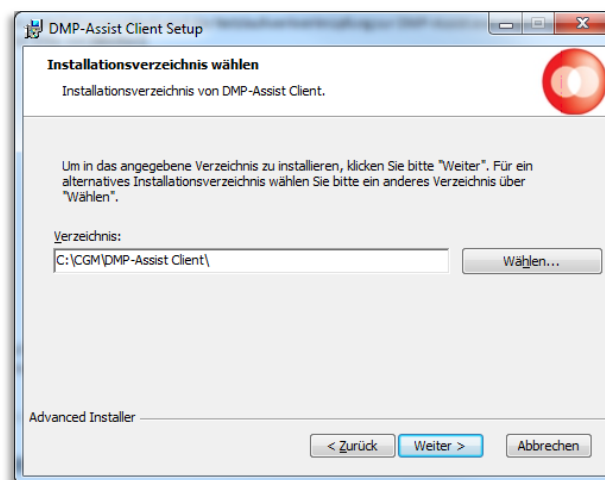 DMP-Assist Client Setup
Installationsverzeichnis wählen
Installationsverzeichnis von DMP-Assist Client.
Um in das angegebene Verzeichnis zu installieren, klicken Sie bitte "Weiter". Für ein
alternatives Installationsverzeichnis wählen Sie bitte ein anderes Verzeichnis über
"Wählen".
Verzeichnis:
C:\CGM\DMP-Assist Client\
Wählen...
Advanced Installer
< Zurück
Weiter >
Abbrechen